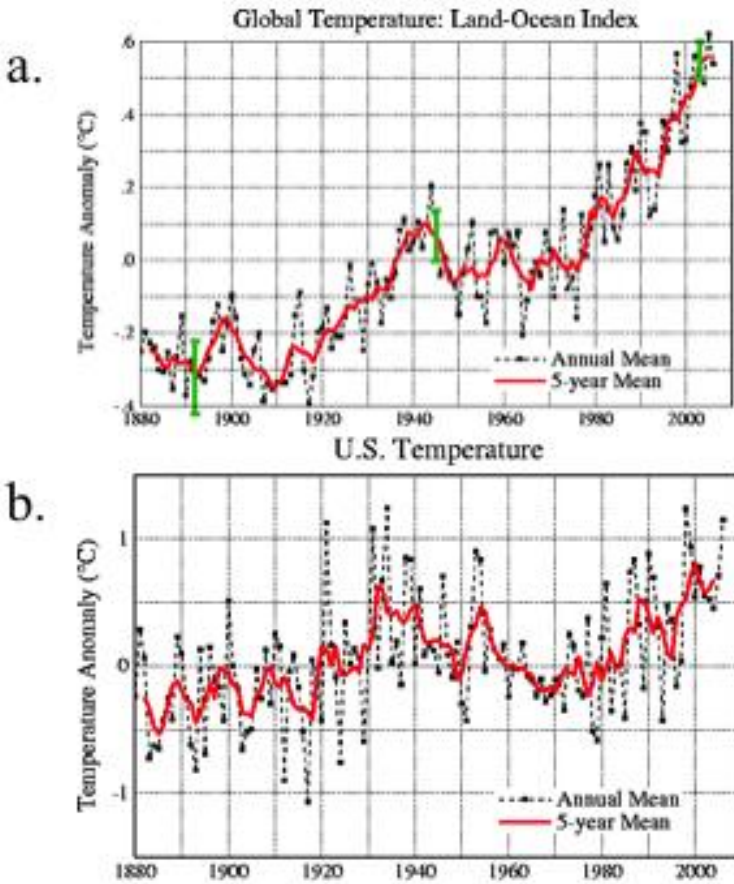 Global Temperature: Land-Ocean Index
a.
Temperature Anomaly (°C)
.6
.4
.2
.0
-.2
-.4
Annual Mean
5-year Mean
1880 1900 1920 1940 1960 1980 2000
U.S. Temperature
b.
Temperature Anomaly (°C)
1
0
-1
Annual Mean
5-year Mean
1880 1900 1920 1940 1960 1980 2000